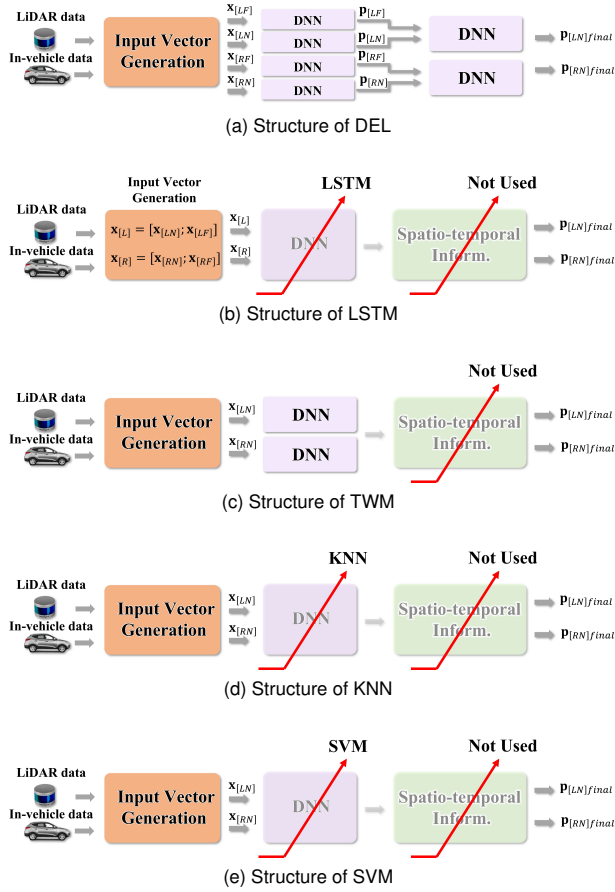 LiDAR data
In-vehicle data
Input Vector
Generation
x[LF]
x[LN]
x[RF]
x[RN]
DNN
DNN
DNN
DNN
p[LF]
p[LN]
p[RF]
p[RN]
DNN
DNN
p[LN]final
p[RN]final
(a) Structure of DEL
LiDAR data
In-vehicle data
Input Vector
Generation
x[L] = [x[LN]; x[LF]]
x[R] = [x[RN]; x[RF]]
x[L]
x[R]
LSTM
DNN
Not Used
Spatio-temporal
Inform.
p[LN]final
p[RN]final
(b) Structure of LSTM
LiDAR data
In-vehicle data
Input Vector
Generation
x[LN]
x[RN]
DNN
DNN
Not Used
Spatio-temporal
Inform.
p[LN]final
p[RN]final
(c) Structure of TWM
LiDAR data
In-vehicle data
Input Vector
Generation
x[LN]
x[RN]
KNN
DNN
Not Used
Spatio-temporal
Inform.
p[LN]final
p[RN]final
(d) Structure of KNN
LiDAR data
In-vehicle data
Input Vector
Generation
x[LN]
x[RN]
SVM
DNN
Not Used
Spatio-temporal
Inform.
p[LN]final
p[RN]final
(e) Structure of SVM